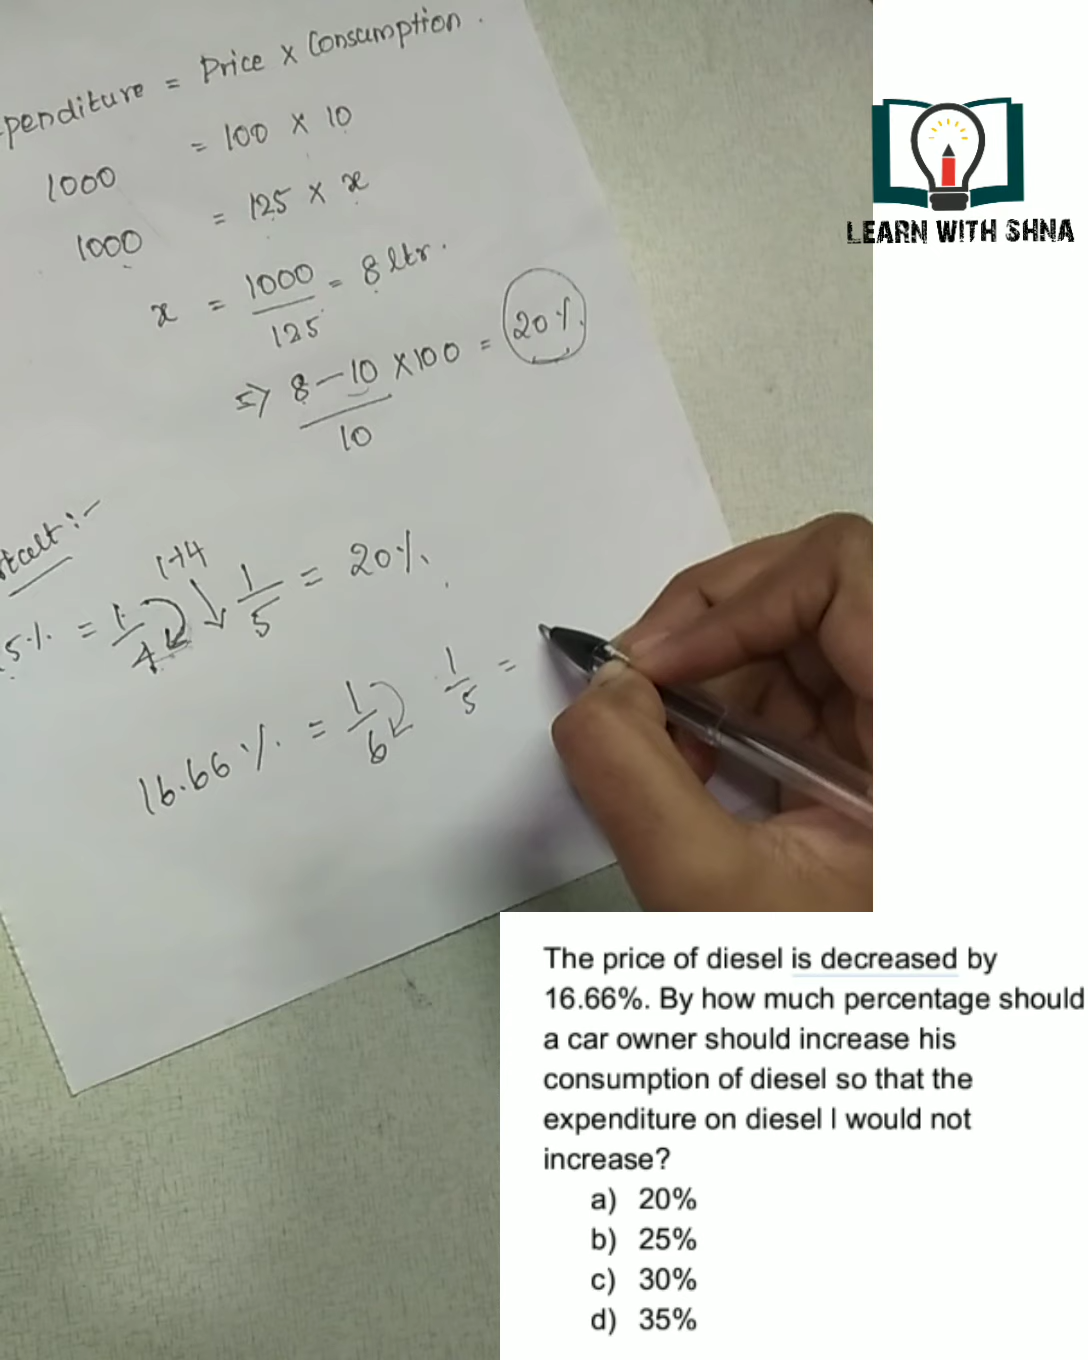 penditure = Price × Consumption.
1000 = 100 × 10
1000 = 125 × x
x = 1000/125 = 8 ltr.
=> 8-10/10 ×100 = 20%
5% = 1/4 1+4 1/5 = 20%
16.66% = 1/6 1/5 =
LEARN WITH SHNA
The price of diesel is decreased by
16.66%. By how much percentage should
a car owner should increase his
consumption of diesel so that the
expenditure on diesel I would not
increase?
a) 20%
b) 25%
c) 30%
d) 35%